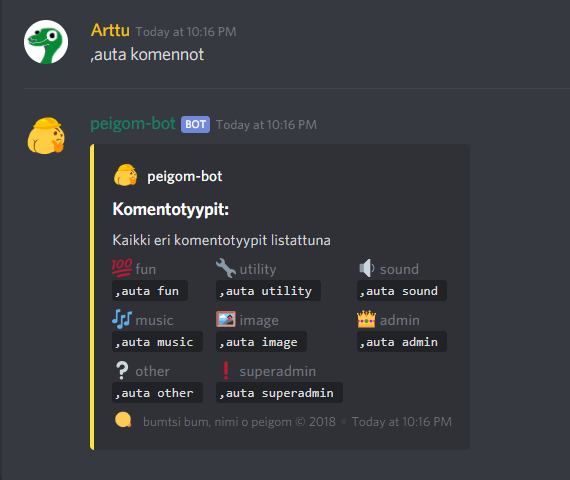 Arttu Today at 10:16 PM
,auta komennot
peigom-bot BOT Today at 10:16 PM
peigom-bot
Komentotyypit:
Kaikki eri komentotyypit listattuna
💯 fun 🔧 utility 🔈 sound
,auta fun ,auta utility ,auta sound
🎶 music 🖼 image 👑 admin
,auta music ,auta image ,auta admin
❔ other ❗ superadmin
,auta other ,auta superadmin
bumtsi bum, nimi o peigom © 2018 • Today at 10:16 PM